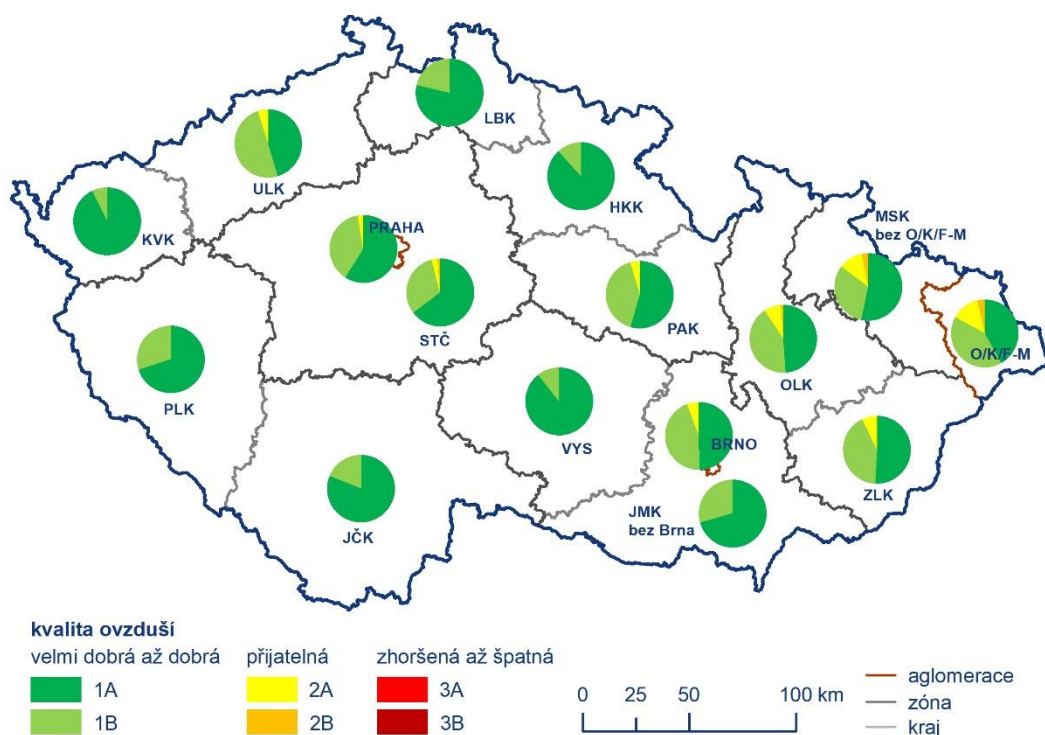 LBK
ULK
HKK
KVK
PRAHA
MSK
bez O/K/F-M
STČ
PAK
O/K/F-M
OLK
PLK
VYS
BRNO
ZLK
JČK
JMK
bez Brna
kvalita ovzduší
velmi dobrá až dobrá
přijatelná
zhoršená až špatná
1A
2A
3A
1B
2B
3B
0 25 50 100 km
aglomerace
zóna
kraj